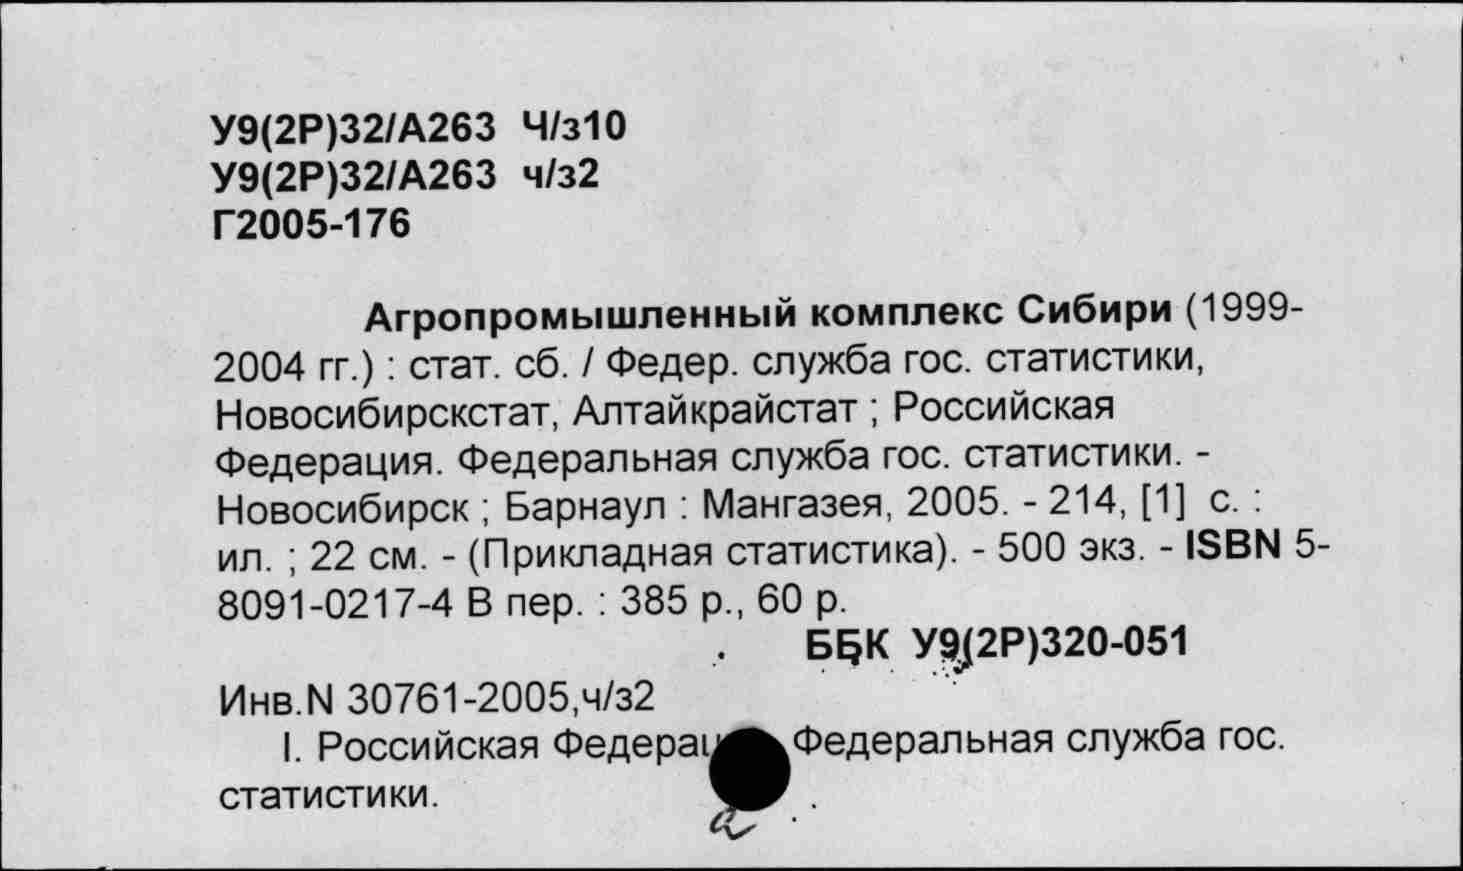 У9(2Р)32/А263 Ч/з10
У9(2Р)32/А263 ч/з2
Г2005-176
Агропромышленный комплекс Сибири (1999-
2004 гг.) : стат. сб. / Федер. служба гос. статистики,
Новосибирскстат, Алтайкрайстат ; Российская
Федерация. Федеральная служба гос. статистики. -
Новосибирск ; Барнаул : Мангазея, 2005. - 214, [1] с. :
ил. ; 22 см. - (Прикладная статистика). - 500 экз. - ISBN 5-
8091-0217-4 В пер. : 385 р., 60 р.
ББК У9(2Р)320-051
Инв.N 30761-2005,ч/з2
I. Российская Федерац Федеральная служба гос.
статистики.